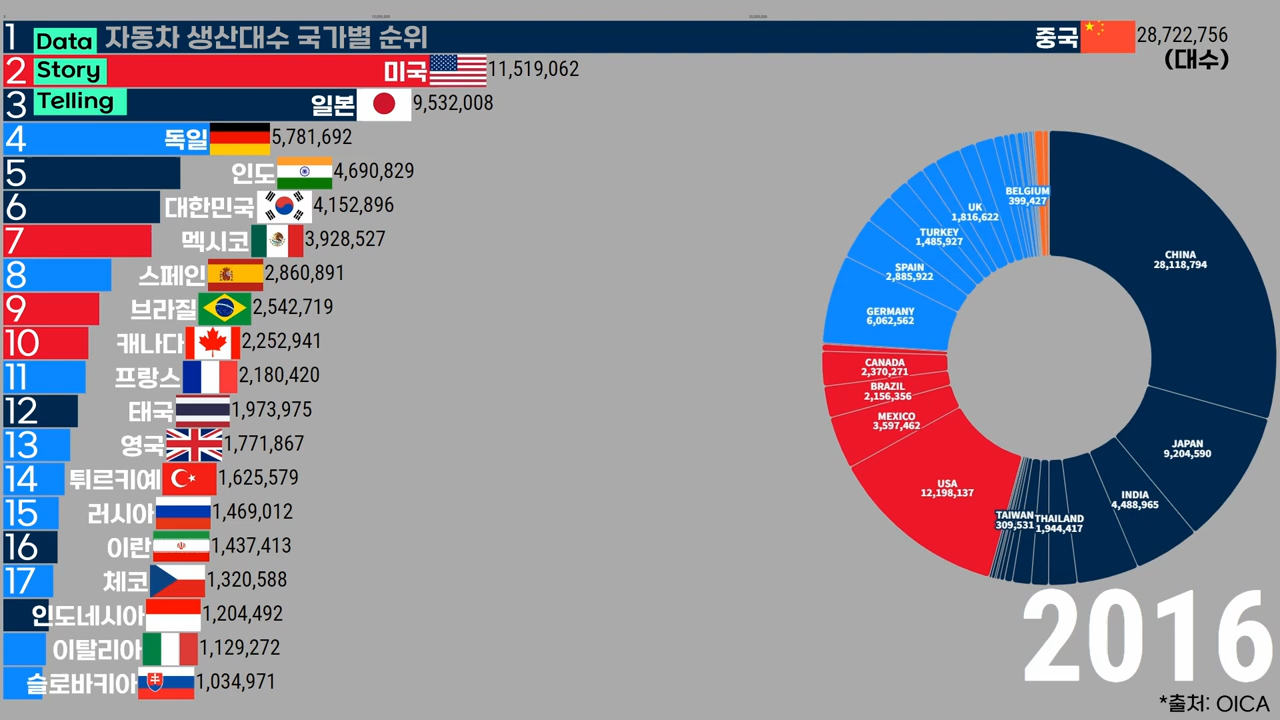 1 Data 자동차 생산대수 국가별 순위 중국 28,722,756
(대수)
2 Story 미국 11,519,062
3 Telling 일본 9,532,008
4 독일 5,781,692
5 인도 4,690,829
6 대한민국 4,152,896
7 멕시코 3,928,527
8 스페인 2,860,891
9 브라질 2,542,719
10 캐나다 2,252,941
11 프랑스 2,180,420
12 태국 1,973,975
13 영국 1,771,867
14 튀르키예 1,625,579
15 러시아 1,469,012
16 이란 1,437,413
17 체코 1,320,588
인도네시아 1,204,492
이탈리아 1,129,272
슬로바키아 1,034,971
BELGIUM
399,427
UK
1,816,622
TURKEY
1,485,927
SPAIN
2,885,922
GERMANY
6,062,562
CANADA
2,370,271
BRAZIL
2,156,356
MEXICO
3,597,462
USA
12,198,137
TAIWAN
309,531
THAILAND
1,944,417
INDIA
4,488,965
JAPAN
9,204,590
CHINA
28,118,794
2016
*출처: OICA